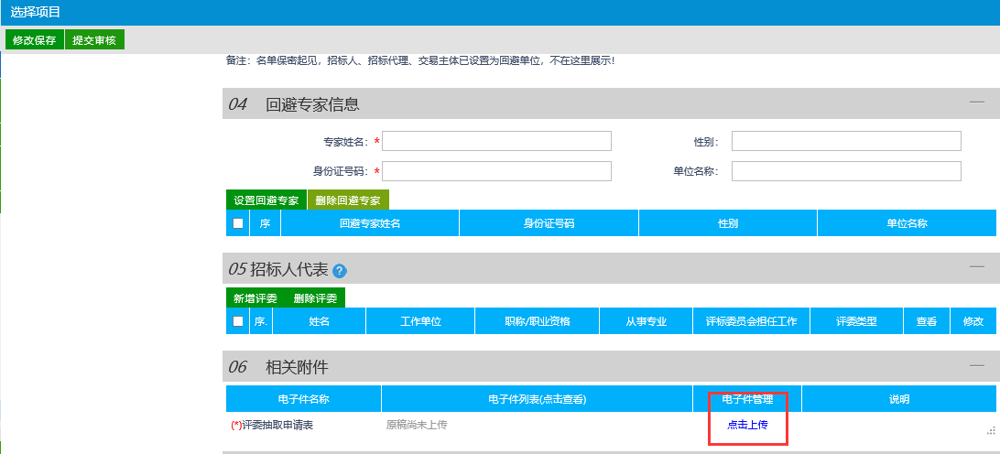 选择项目
修改保存 提交审核
备注：名单保密起见，招标人、招标代理、交易主体已设置为回避单位，不在这里展示！
04 回避专家信息
专家姓名：* 性别：
身份证号码：* 单位名称：
设置回避专家 删除回避专家
序 回避专家姓名 身份证号码 性别 单位名称
05 招标人代表 ?
新增评委 删除评委
序. 姓名 工作单位 职称/职业资格 从事专业 评标委员会担任工作 评委类型 查看 修改
06 相关附件
电子件名称 电子件列表(点击查看) 电子件管理 说明
(*)评委抽取申请表 原稿尚未上传 点击上传